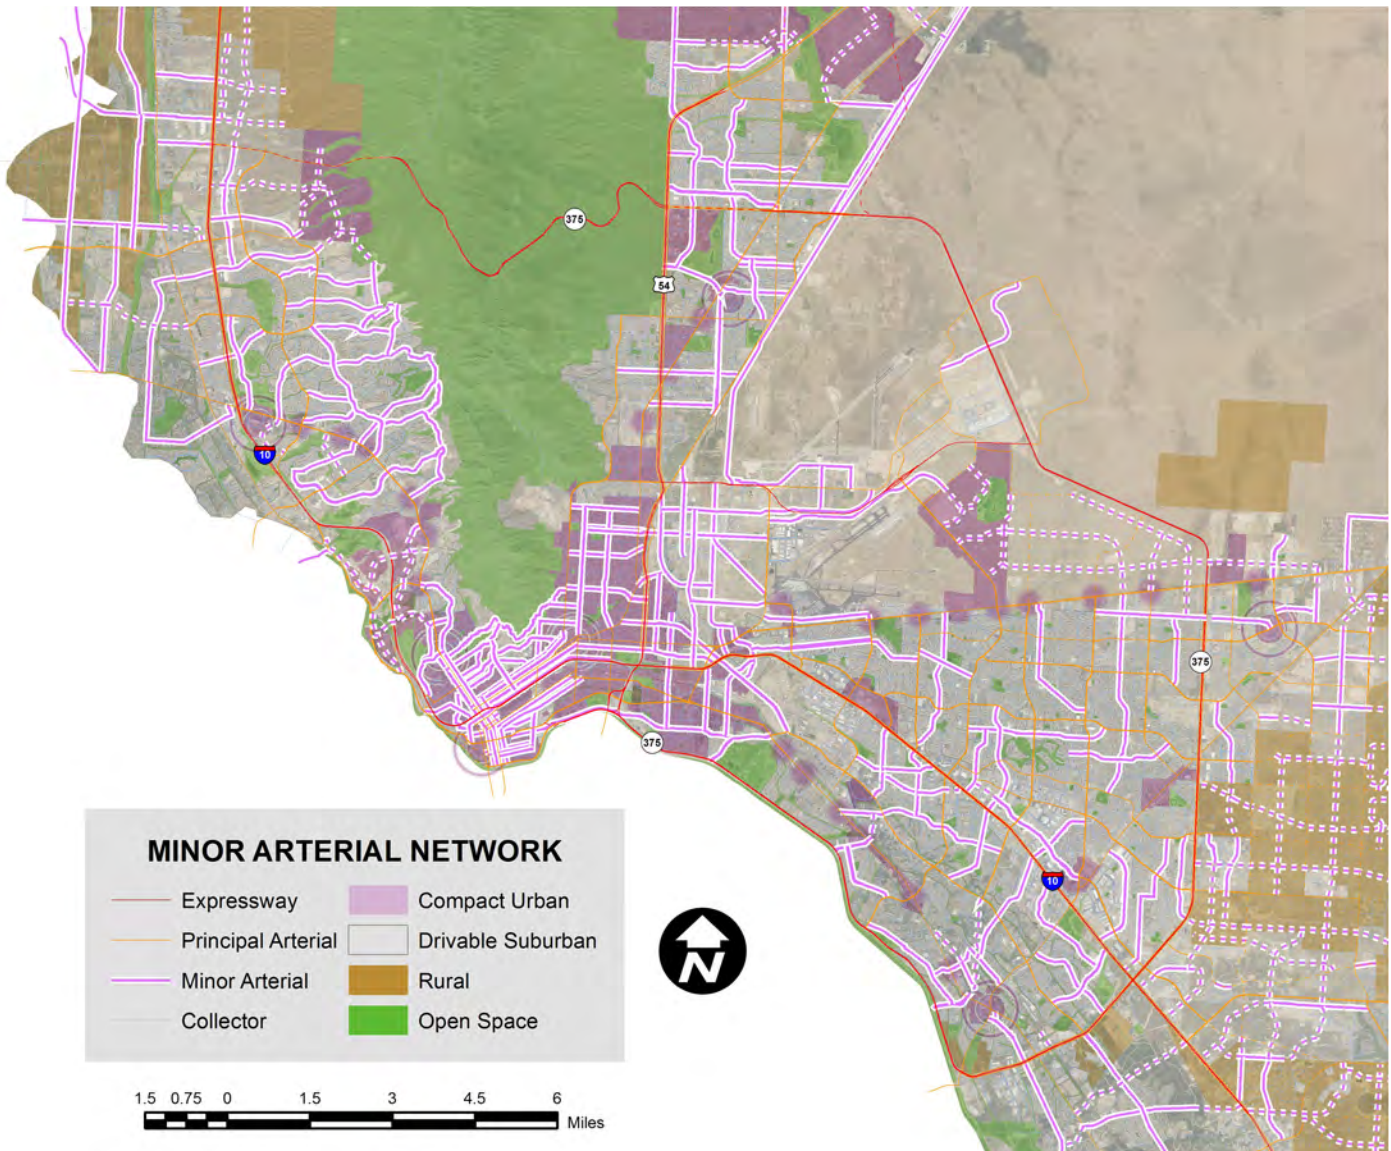 375
54
10
375
375
10
MINOR ARTERIAL NETWORK
Expressway
Compact Urban
Principal Arterial
Drivable Suburban
Minor Arterial
Rural
Collector
Open Space
N
1.5 0.75 0 1.5 3 4.5 6
Miles